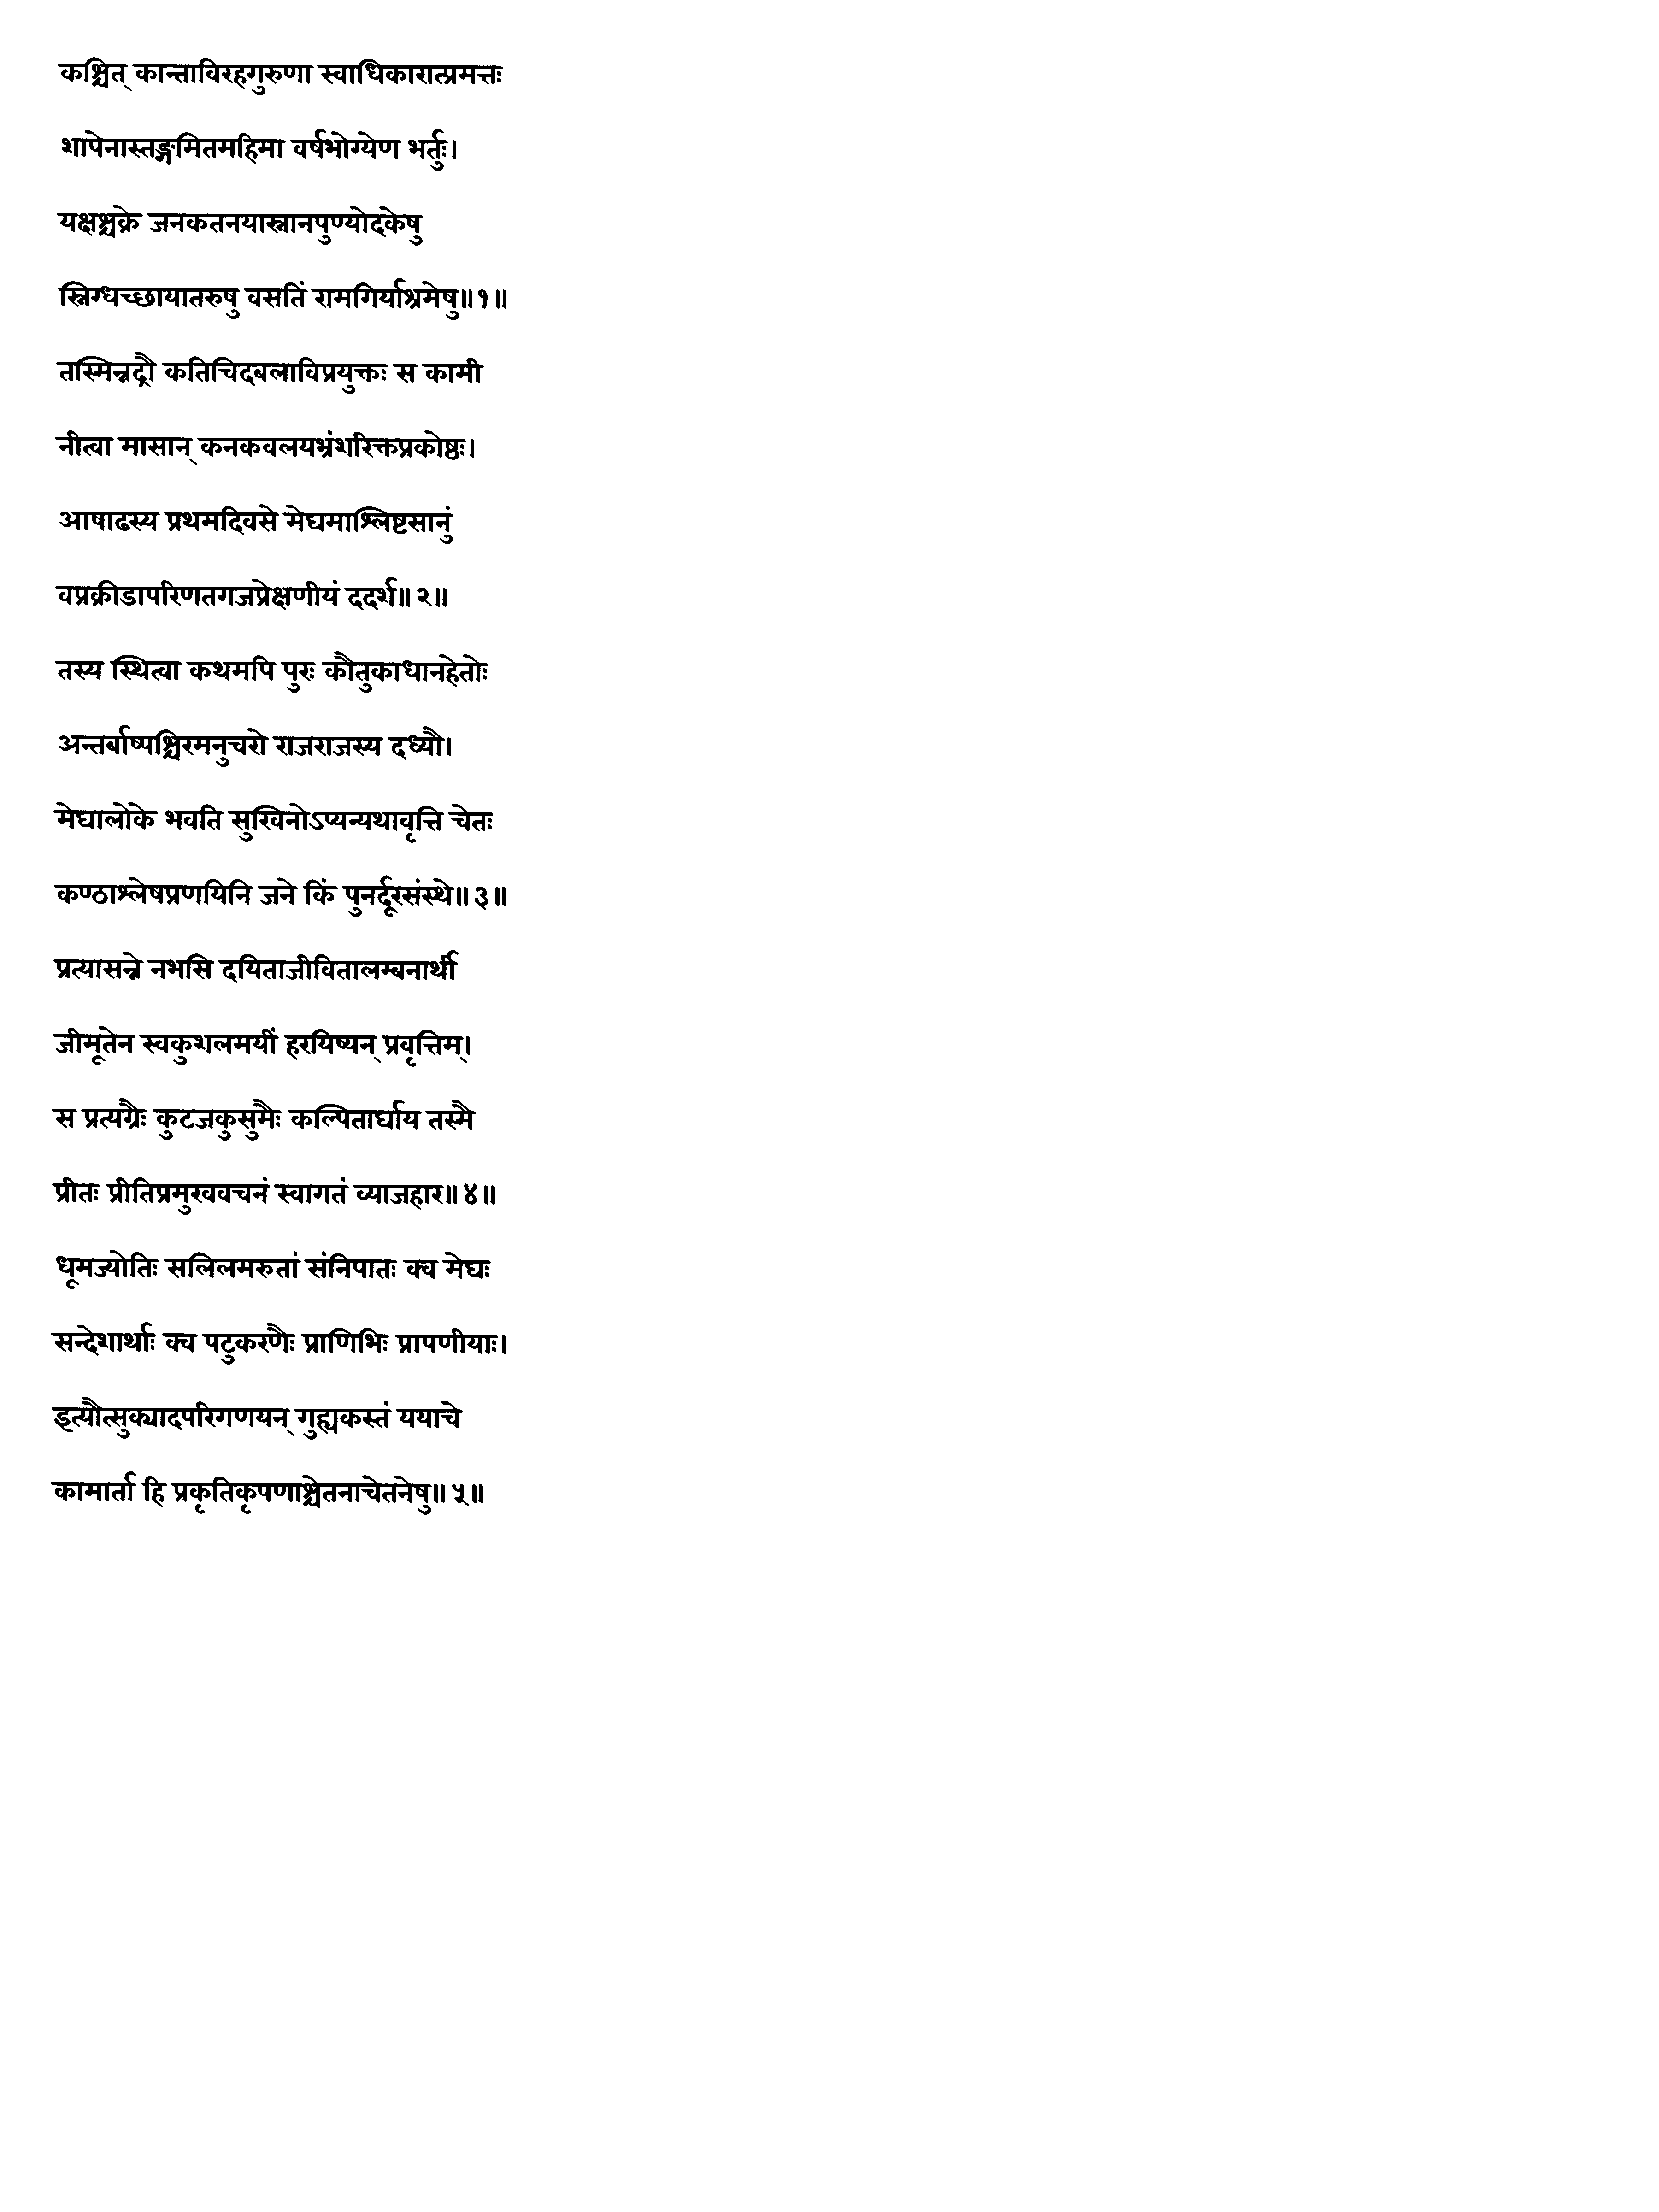 कश्चित् कान्ताविरहगुरुणा स्वाधिकारात्प्रमत्तः
शापेनास्तङ्गमितमहिमा वर्षभोग्येण भर्तुः।
यक्षश्चक्रे जनकतनयास्नानपुण्योदकेषु
स्निग्धच्छायातरुषु वसतिं रामगिर्याश्रमेषु॥१॥
तस्मिन्नद्रौ कतिचिदबलाविप्रयुक्तः स कामी
नीत्वा मासान् कनकवलयभ्रंशरिक्तप्रकोष्ठः।
आषाढस्य प्रथमदिवसे मेघमाश्लिष्टसानुं
वप्रक्रीडापरिणतगजप्रेक्षणीयं ददर्श॥२॥
तस्य स्थित्वा कथमपि पुरः कौतुकाधानहेतोः
अन्तर्बाष्पश्चिरमनुचरो राजराजस्य दध्यौ।
मेघालोके भवति सुखिनोऽप्यन्यथावृत्ति चेतः
कण्ठाश्लेषप्रणयिनि जने किं पुनर्दूरसंस्थे॥३॥
प्रत्यासन्ने नभसि दयिताजीवितालम्बनार्थी
जीमूतेन स्वकुशलमयीं हरयिष्यन् प्रवृत्तिम्।
स प्रत्यग्रैः कुटजकुसुमैः कल्पितार्घाय तस्मै
प्रीतः प्रीतिप्रमुखवचनं स्वागतं व्याजहार॥४॥
धूमज्योतिः सलिलमरुतां संनिपातः क्व मेघः
सन्देशार्थाः क्व पटुकरणैः प्राणिभिः प्रापणीयाः।
इत्यौत्सुक्यादपरिगणयन् गुह्यकस्तं ययाचे
कामार्ता हि प्रकृतिकृपणाश्चेतनाचेतनेषु॥५॥